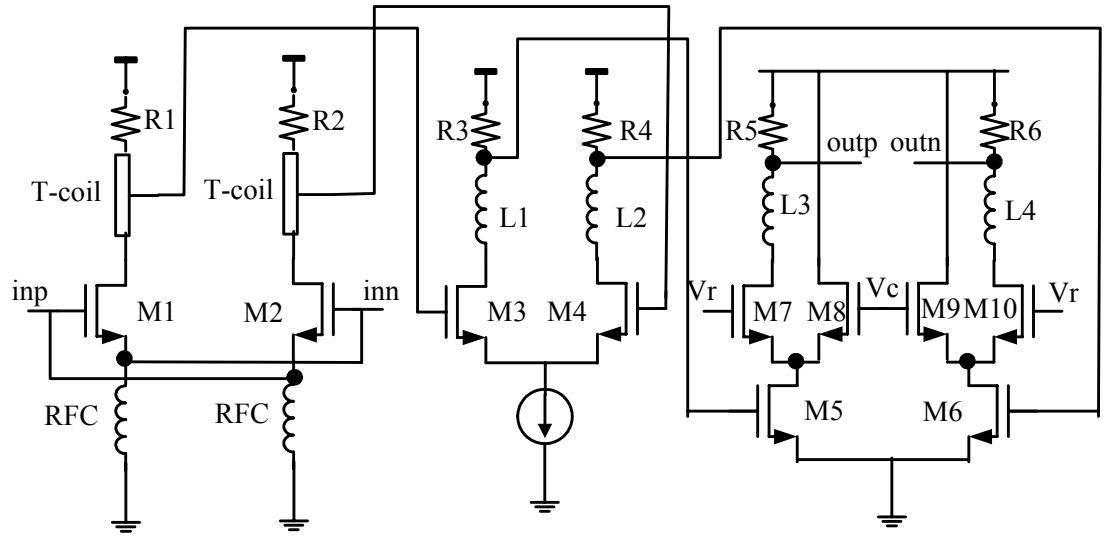 R1
R2
R3
R4
R5
R6
outp outn
T-coil
T-coil
L1
L2
L3
L4
inp
inn
M1
M2
M3
M4
Vr
M7
M8
Vc
M9
M10
Vr
RFC
RFC
M5
M6